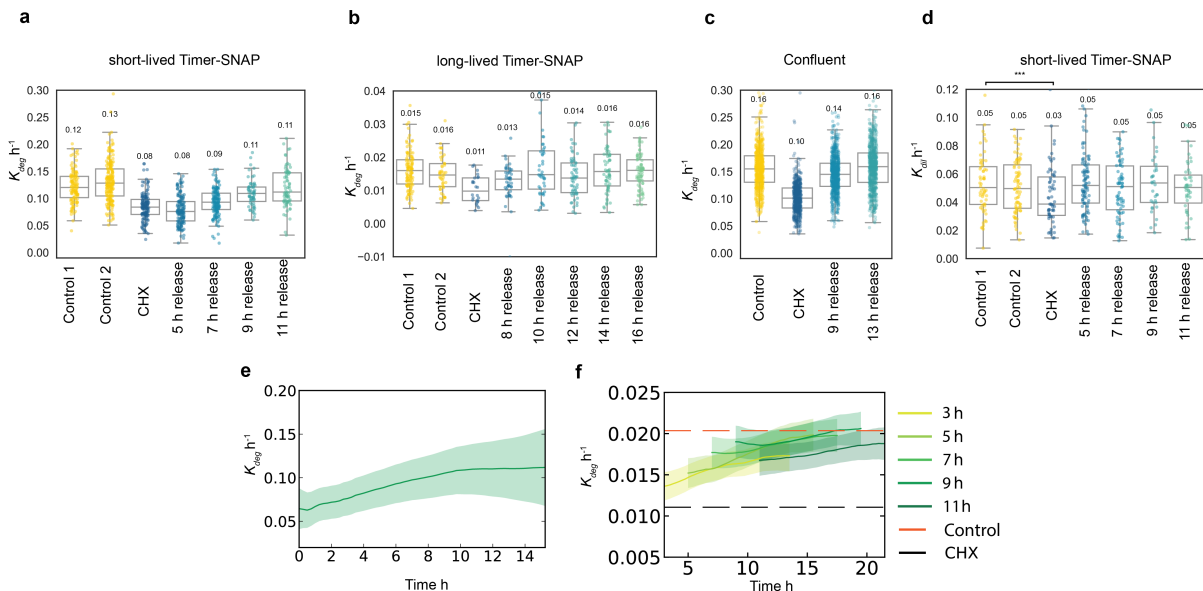 a
short-lived Timer-SNAP
K_deg h⁻¹
0.30
0.25
0.20
0.15
0.10
0.05
0.00
0.12
0.13
0.08
0.08
0.09
0.11
0.11
Control 1
Control 2
CHX
5 h release
7 h release
9 h release
11 h release
b
long-lived Timer-SNAP
K_deg h⁻¹
0.04
0.03
0.02
0.01
0.00
−0.01
0.015
0.016
0.011
0.013
0.015
0.014
0.016
0.016
Control 1
Control 2
CHX
8 h release
10 h release
12 h release
14 h release
16 h release
c
Confluent
K_deg h⁻¹
0.30
0.25
0.20
0.15
0.10
0.05
0.00
0.16
0.10
0.14
0.16
Control
CHX
9 h release
13 h release
d
short-lived Timer-SNAP
***
K_dil h⁻¹
0.12
0.10
0.08
0.06
0.04
0.02
0.00
0.05
0.05
0.03
0.05
0.05
0.05
0.05
Control 1
Control 2
CHX
5 h release
7 h release
9 h release
11 h release
e
K_deg h⁻¹
0.20
0.15
0.10
0.05
0 2 4 6 8 10 12 14
Time h
f
K_deg h⁻¹
0.025
0.020
0.015
0.010
0.005
5 10 15 20
Time h
3 h
5 h
7 h
9 h
11 h
Control
CHX